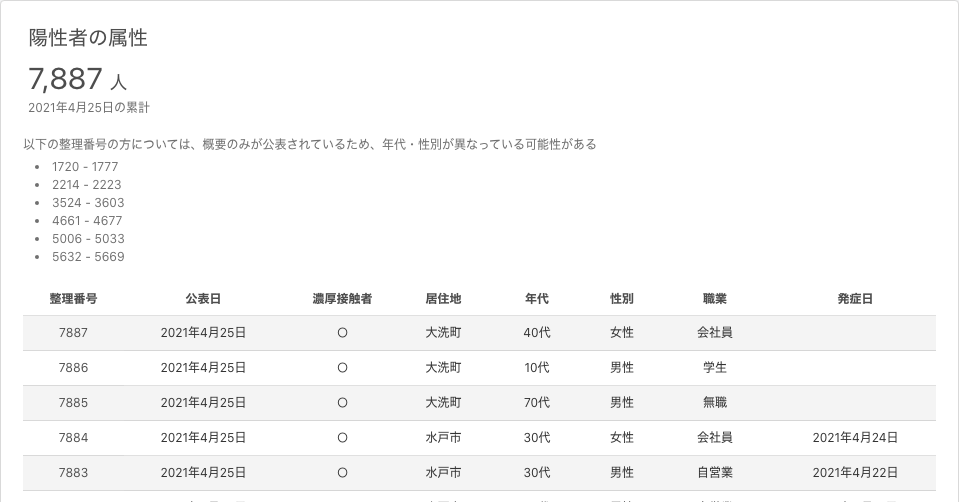 陽性者の属性
7,887 人
2021年4月25日の累計
以下の整理番号の方については、概要のみが公表されているため、年代・性別が異なっている可能性がある
• 1720 - 1777
• 2214 - 2223
• 3524 - 3603
• 4661 - 4677
• 5006 - 5033
• 5632 - 5669
整理番号 公表日 濃厚接触者 居住地 年代 性別 職業 発症日
7887 2021年4月25日 〇 大洗町 40代 女性 会社員
7886 2021年4月25日 〇 大洗町 10代 男性 学生
7885 2021年4月25日 〇 大洗町 70代 男性 無職
7884 2021年4月25日 〇 水戸市 30代 女性 会社員 2021年4月24日
7883 2021年4月25日 〇 水戸市 30代 男性 自営業 2021年4月22日